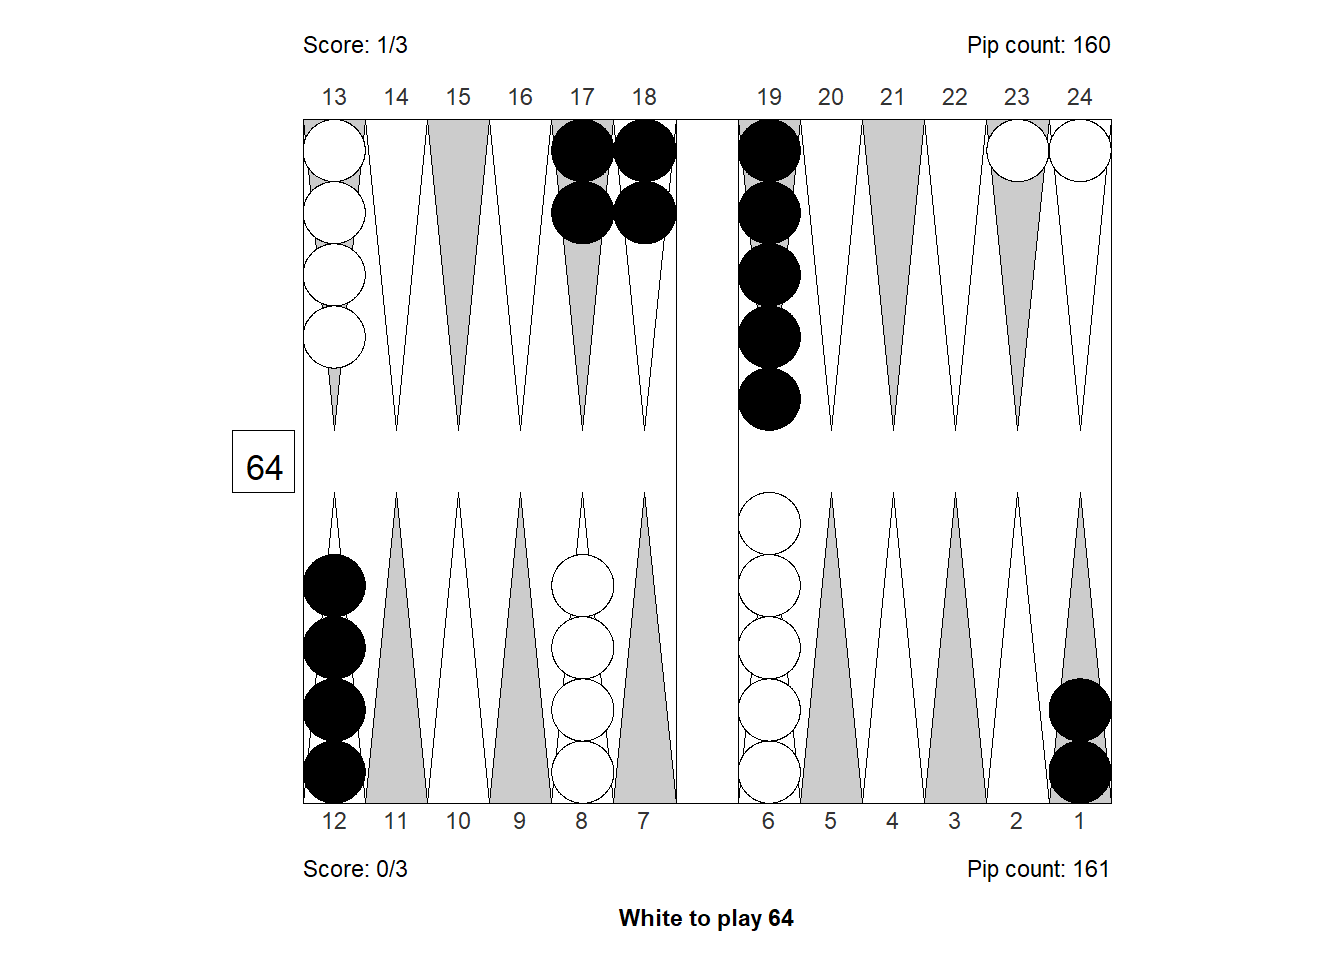 Score: 1/3 Pip count: 160
13 14 15 16 17 18 19 20 21 22 23 24
64
12 11 10 9 8 7 6 5 4 3 2 1
Score: 0/3 Pip count: 161
White to play 64